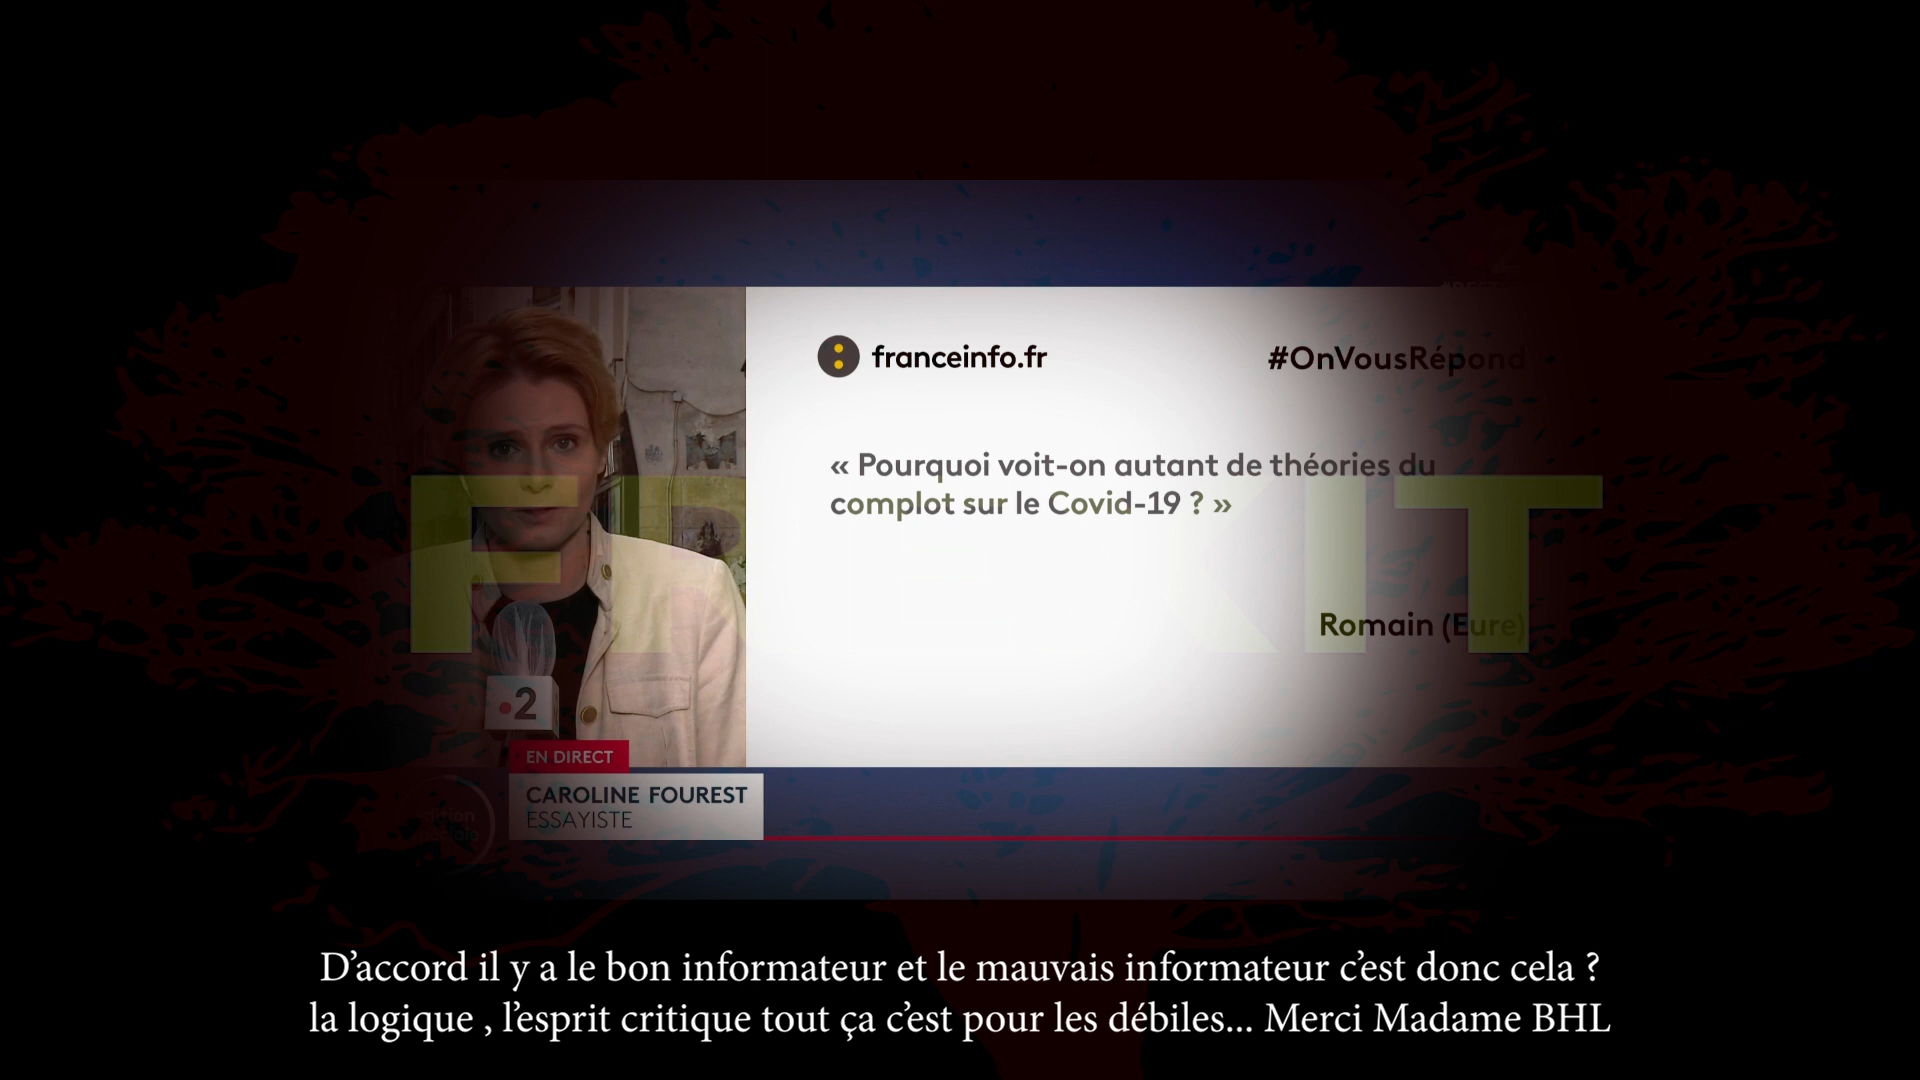 franceinfo.fr
#OnVousRépond
« Pourquoi voit-on autant de théories du
complot sur le Covid-19 ? »
Romain (Eure)
2
EN DIRECT
CAROLINE FOUREST
ESSAYISTE
D’accord il y a le bon informateur et le mauvais informateur c’est donc cela ?
la logique , l’esprit critique tout ça c’est pour les débiles... Merci Madame BHL